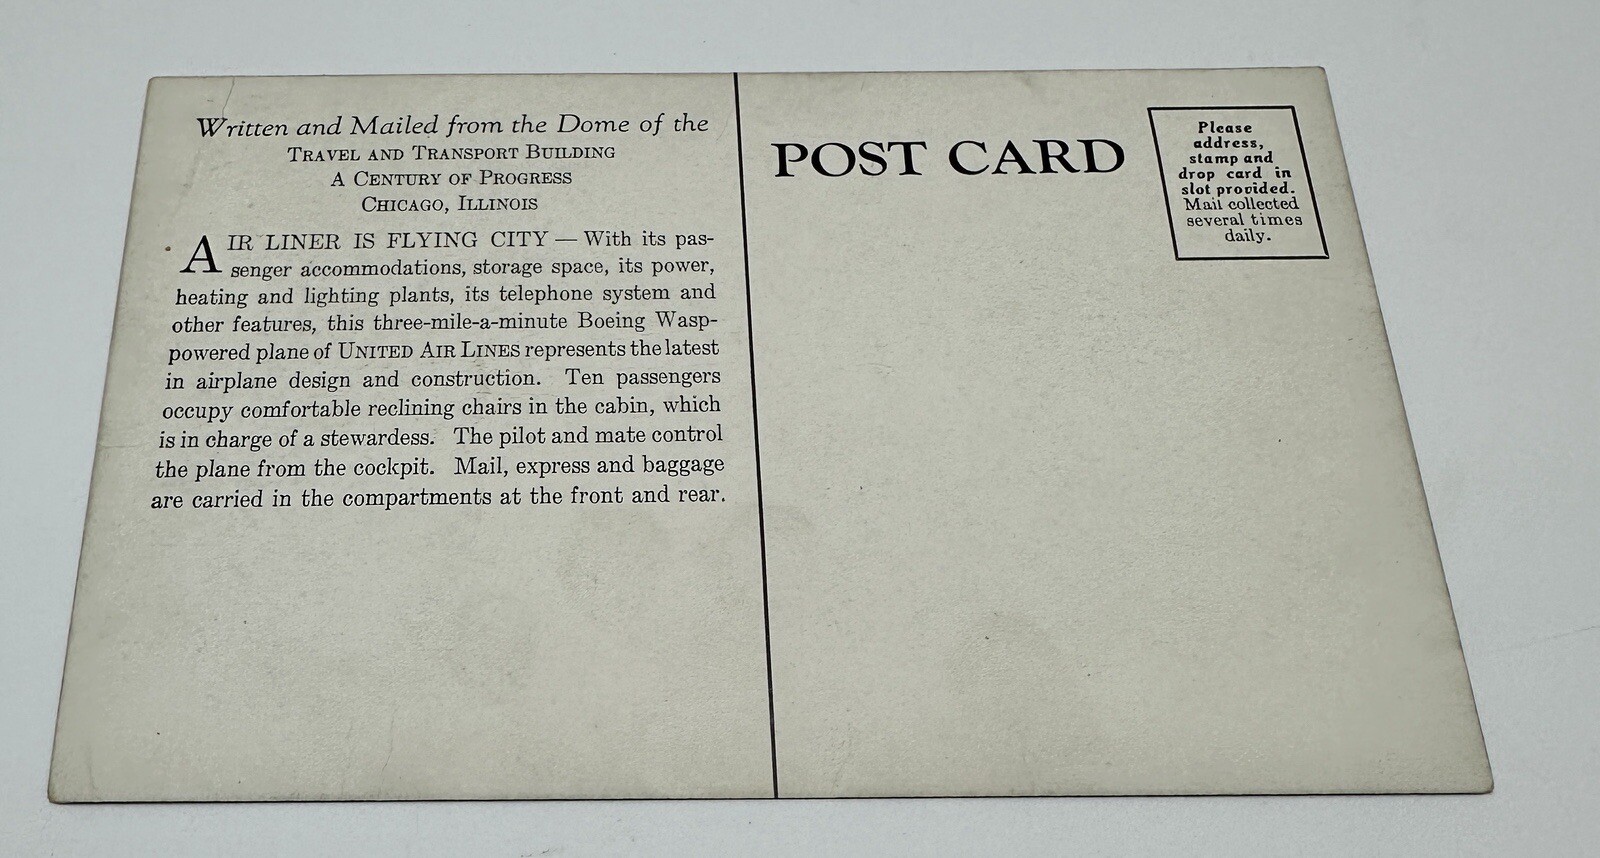 Written and Mailed from the Dome of the
TRAVEL AND TRANSPORT BUILDING
A CENTURY OF PROGRESS
CHICAGO, ILLINOIS
AIR LINER IS FLYING CITY — With its pas-
senger accommodations, storage space, its power,
heating and lighting plants, its telephone system and
other features, this three-mile-a-minute Boeing Wasp-
powered plane of UNITED AIR LINES represents the latest
in airplane design and construction. Ten passengers
occupy comfortable reclining chairs in the cabin, which
is in charge of a stewardess. The pilot and mate control
the plane from the cockpit. Mail, express and baggage
are carried in the compartments at the front and rear.
POST CARD
Please
address,
stamp and
drop card in
slot provided.
Mail collected
several times
daily.